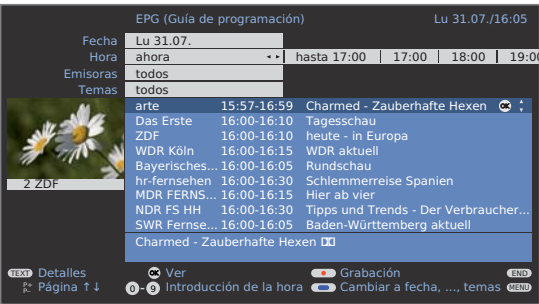 EPG (Guía de programación) Lu 31.07./16:05
Fecha Lu 31.07.
Hora ahora hasta 17:00 17:00 18:00 19:00
Emisoras todos
Temas todos
arte 15:57-16:59 Charmed - Zauberhafte Hexen OK
Das Erste 16:00-16:10 Tagesschau
ZDF 16:00-16:10 heute - in Europa
WDR Köln 16:00-16:15 WDR aktuell
Bayerisches... 16:00-16:05 Rundschau
hr-fernsehen 16:00-16:30 Schlemmerreise Spanien
MDR FERNS... 16:00-16:15 Hier ab vier
NDR FS HH 16:00-16:30 Tipps und Trends - Der Verbraucher...
SWR Fernse... 16:00-16:05 Baden-Württemberg aktuell
2 ZDF
Charmed - Zauberhafte Hexen
TEXT Detalles OK Ver Grabación END
P+ P- Página ↑↓ 0-9 Introducción de la hora Cambiar a fecha, ..., temas MENU